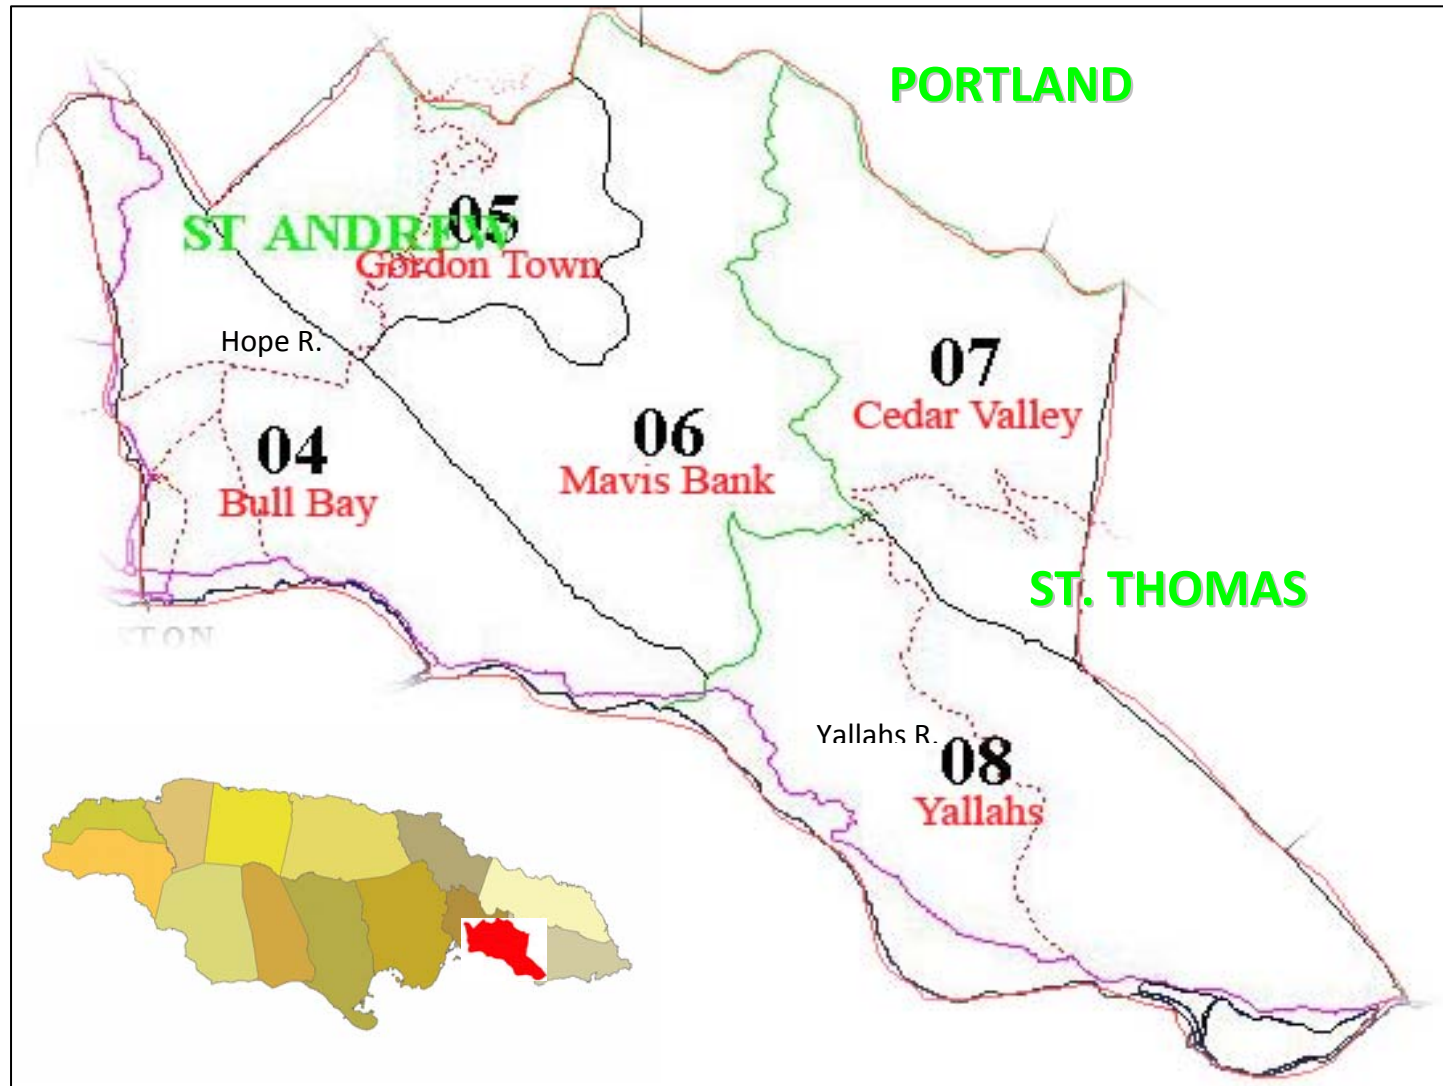 PORTLAND
05
ST ANDREW
Gordon Town
Hope R.
07
Cedar Valley
06
Mavis Bank
04
Bull Bay
ST. THOMAS
STON
Yallahs R.
08
Yallahs